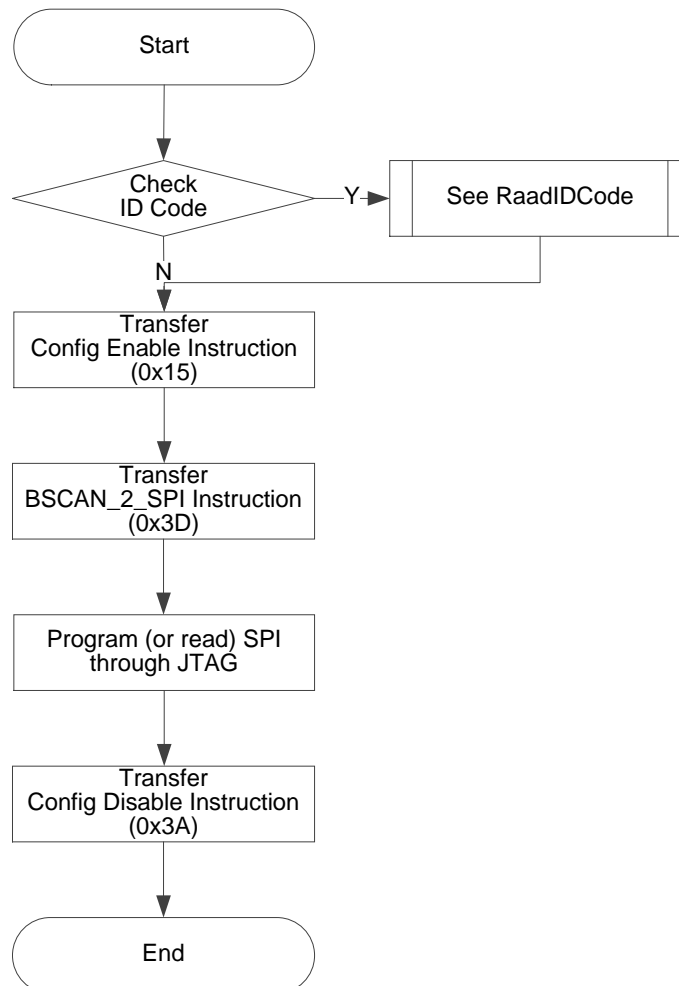 Start
Check
ID Code
Y
See RaadIDCode
N
Transfer
Config Enable Instruction
(0x15)
Transfer
BSCAN_2_SPI Instruction
(0x3D)
Program (or read) SPI
through JTAG
Transfer
Config Disable Instruction
(0x3A)
End